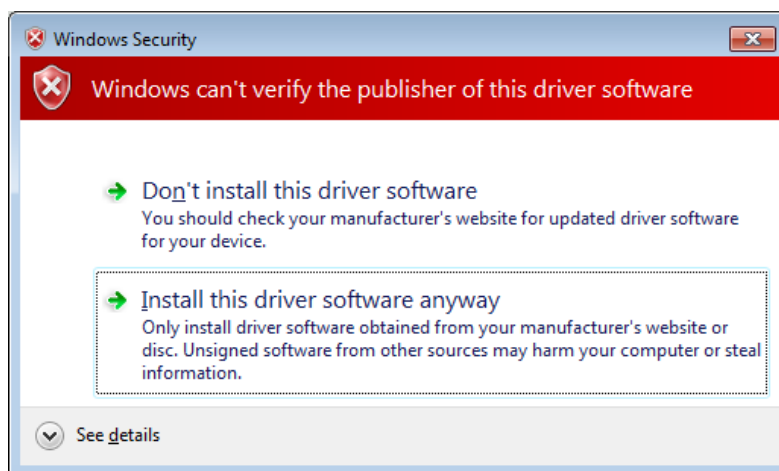 Windows Security
Windows can't verify the publisher of this driver software
Don't install this driver software
You should check your manufacturer's website for updated driver software
for your device.
Install this driver software anyway
Only install driver software obtained from your manufacturer's website or
disc. Unsigned software from other sources may harm your computer or steal
information.
See details